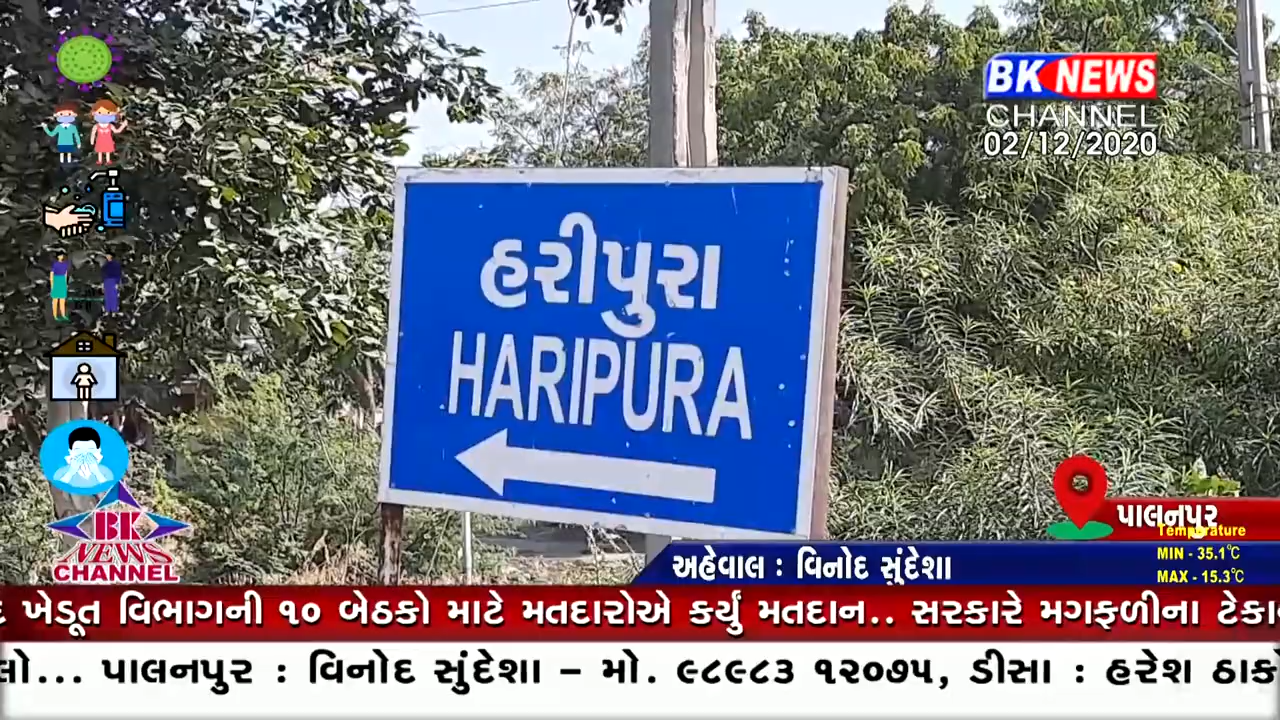 BK NEWS
CHANNEL
02/12/2020
હરીપુરા
HARIPURA
પાલનપુર
Temperature
MIN - 35.1°C
MAX - 15.3°C
અહેવાલ : વિનોદ સુંદેશા
BK
NEWS
CHANNEL
ખેડૂત વિભાગની ૧૦ બેઠકો માટે મતદારોએ કર્યું મતદાન.. સરકારે મગફળીના
પાલનપુર : વિનોદ સુંદેશા – મો. ૯૮૯૮૩ ૧૨૦૭૫, ડીસા : હરેશ